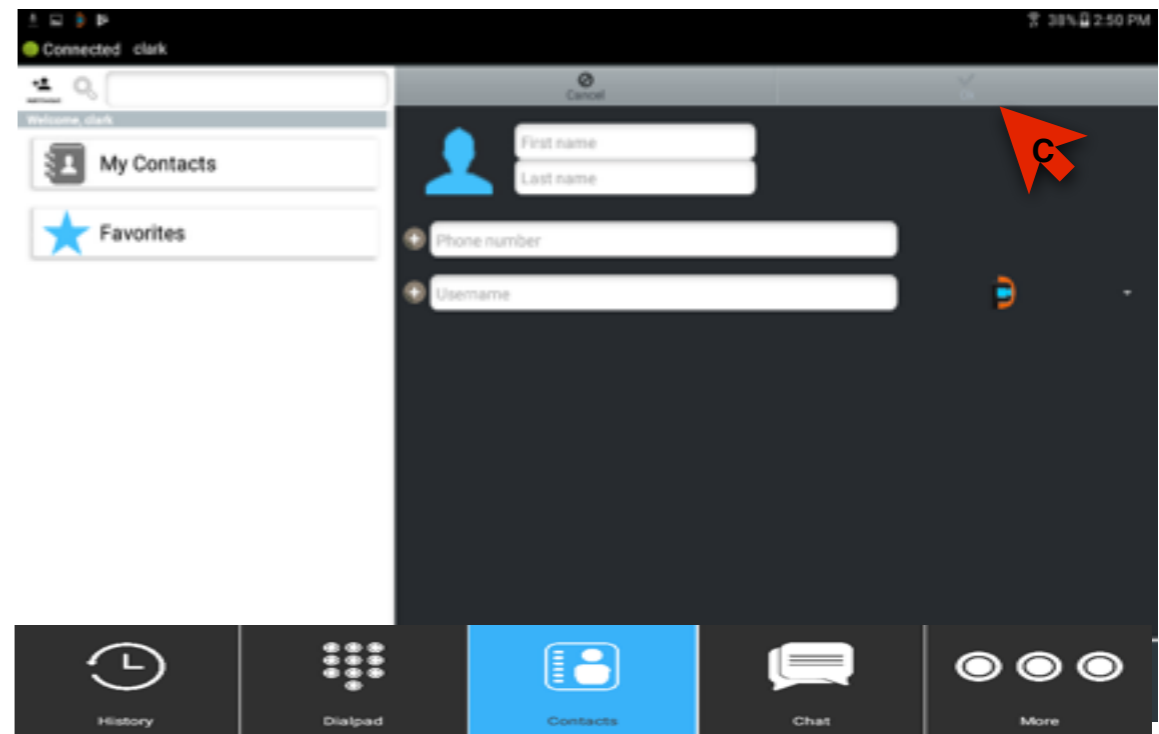 38% 2:50 PM
Connected clark
Cancel
Ok
Welcome, clark
My Contacts
Favorites
First name
Last name
Phone number
Username
C
History
Dialpad
Contacts
Chat
More